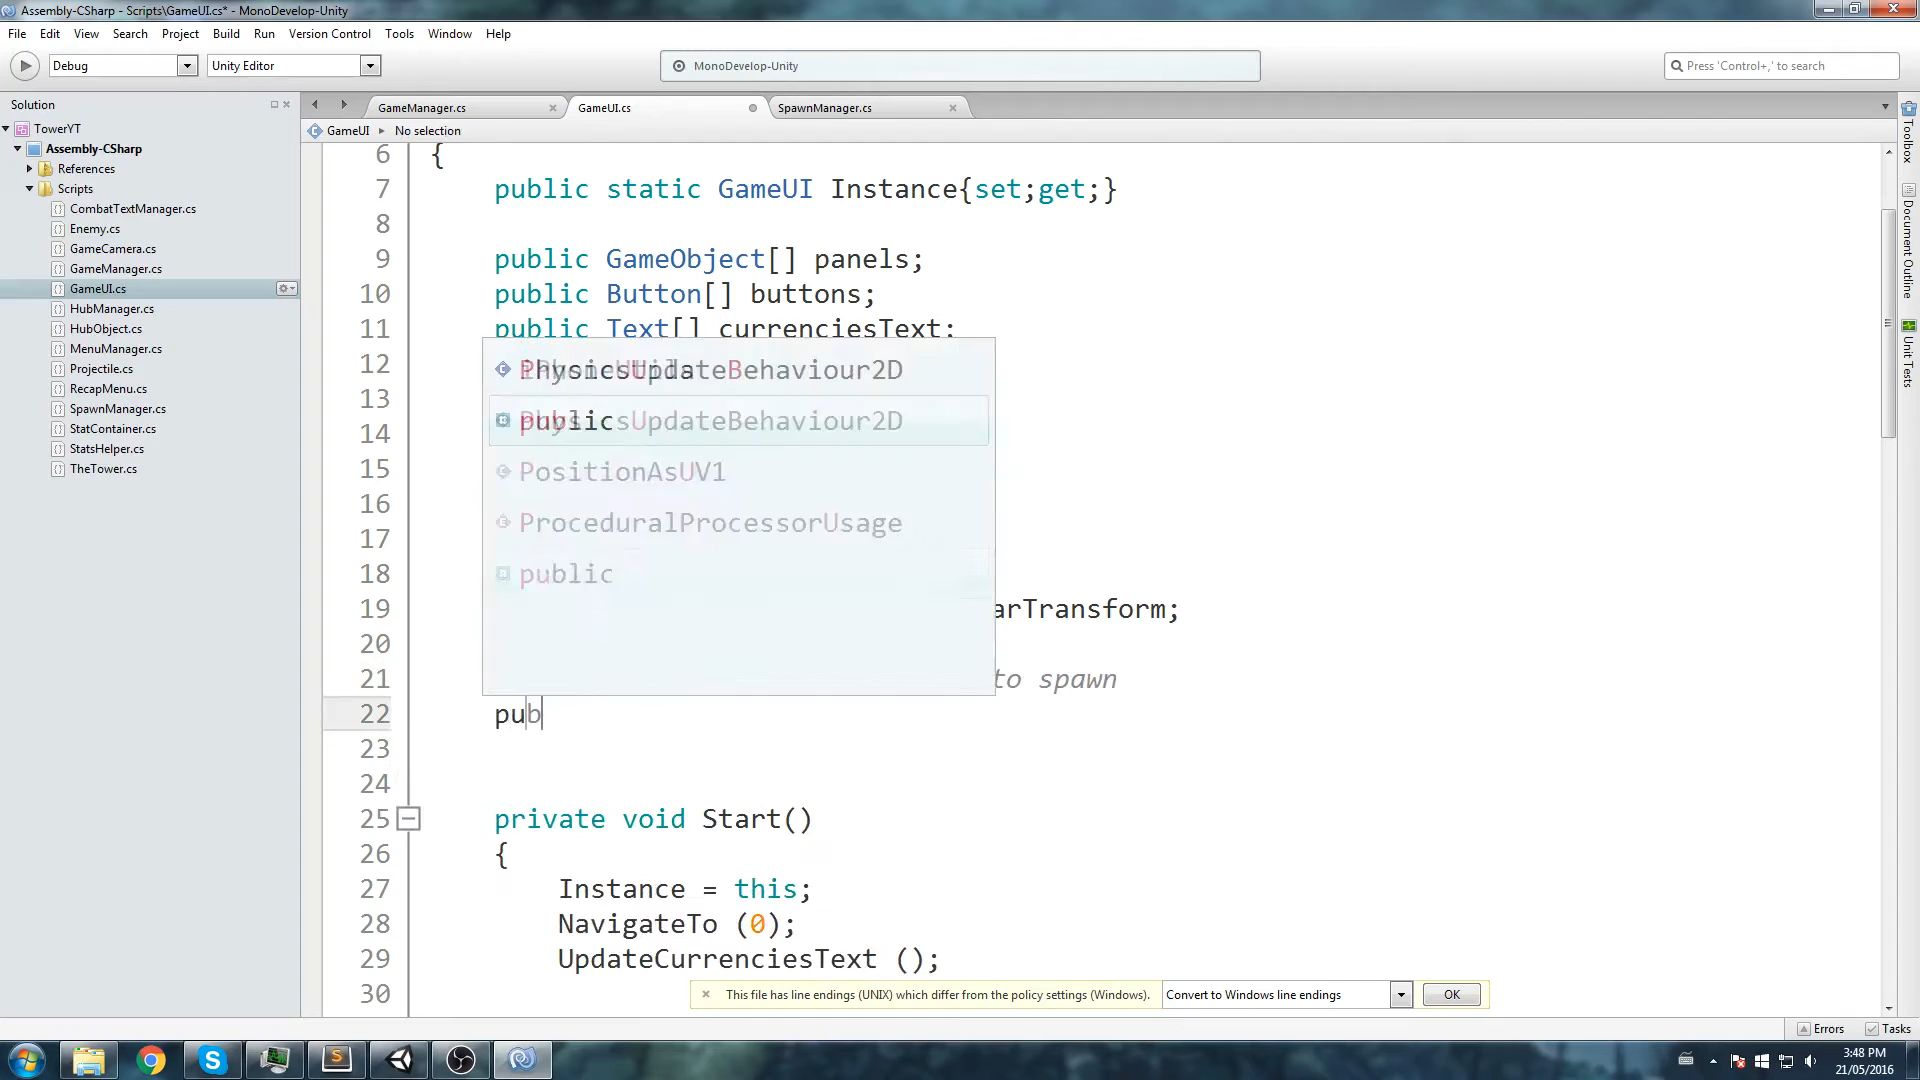 Assembly-CSharp - Scripts\GameUI.cs* - MonoDevelop-Unity
File Edit View Search Project Build Run Version Control Tools Window Help
Debug Unity Editor MonoDevelop-Unity Press 'Control+,' to search
Solution
TowerYT
Assembly-CSharp
References
Scripts
CombatTextManager.cs
Enemy.cs
GameCamera.cs
GameManager.cs
GameUI.cs
HubManager.cs
HubObject.cs
MenuManager.cs
Projectile.cs
RecapMenu.cs
SpawnManager.cs
StatContainer.cs
StatsHelper.cs
TheTower.cs
GameManager.cs GameUI.cs SpawnManager.cs
GameUI No selection
6 {
7 public static GameUI Instance{set;get;}
8
9 public GameObject[] panels;
10 public Button[] buttons;
11 public Text[] currenciesText;
12
13
14
15
16
17
18
19 arTransform;
20
21 to spawn
22 pub
23
24
25 private void Start()
26 {
27 Instance = this;
28 NavigateTo (0);
29 UpdateCurrenciesText ();
30
PhysicsUpdateBehaviour2D
public
PositionAsUV1
ProceduralProcessorUsage
public
This file has line endings (UNIX) which differ from the policy settings (Windows). Convert to Windows line endings OK
Toolbox
Document Outline
Unit Tests
Errors Tasks
3:48 PM
21/05/2016